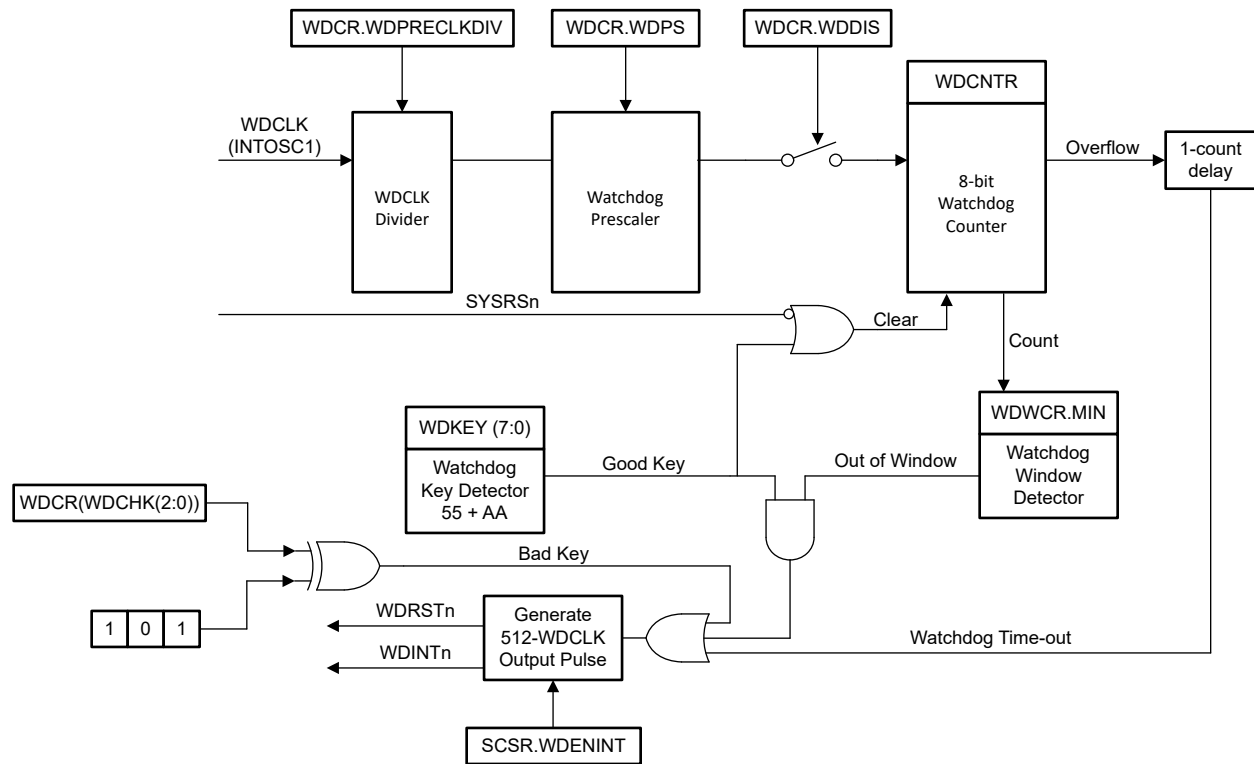 WDCR.WDPRECLKDIV
WDCR.WDPS
WDCR.WDDIS
WDCNTR
WDCLK
(INTOSC1)
WDCLK
Divider
Watchdog
Prescaler
8-bit
Watchdog
Counter
Overflow
1-count
delay
SYSRSn
Clear
Count
WDKEY (7:0)
Watchdog
Key Detector
55 + AA
Good Key
Out of Window
WDWCR.MIN
Watchdog
Window
Detector
WDCR(WDCHK(2:0))
Bad Key
1 0 1
WDRSTn
WDINTn
Generate
512-WDCLK
Output Pulse
Watchdog Time-out
SCSR.WDENINT